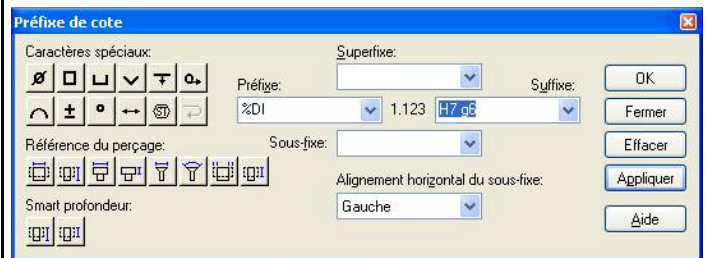 Préfixe de cote
Caractères spéciaux:
Superfixe:
Préfixe:
Suffixe:
OK
%DI
1.123
H7 g6
Fermer
Référence du perçage:
Sous-fixe:
Effacer
Alignement horizontal du sous-fixe:
Appliquer
Smart profondeur:
Gauche
Aide